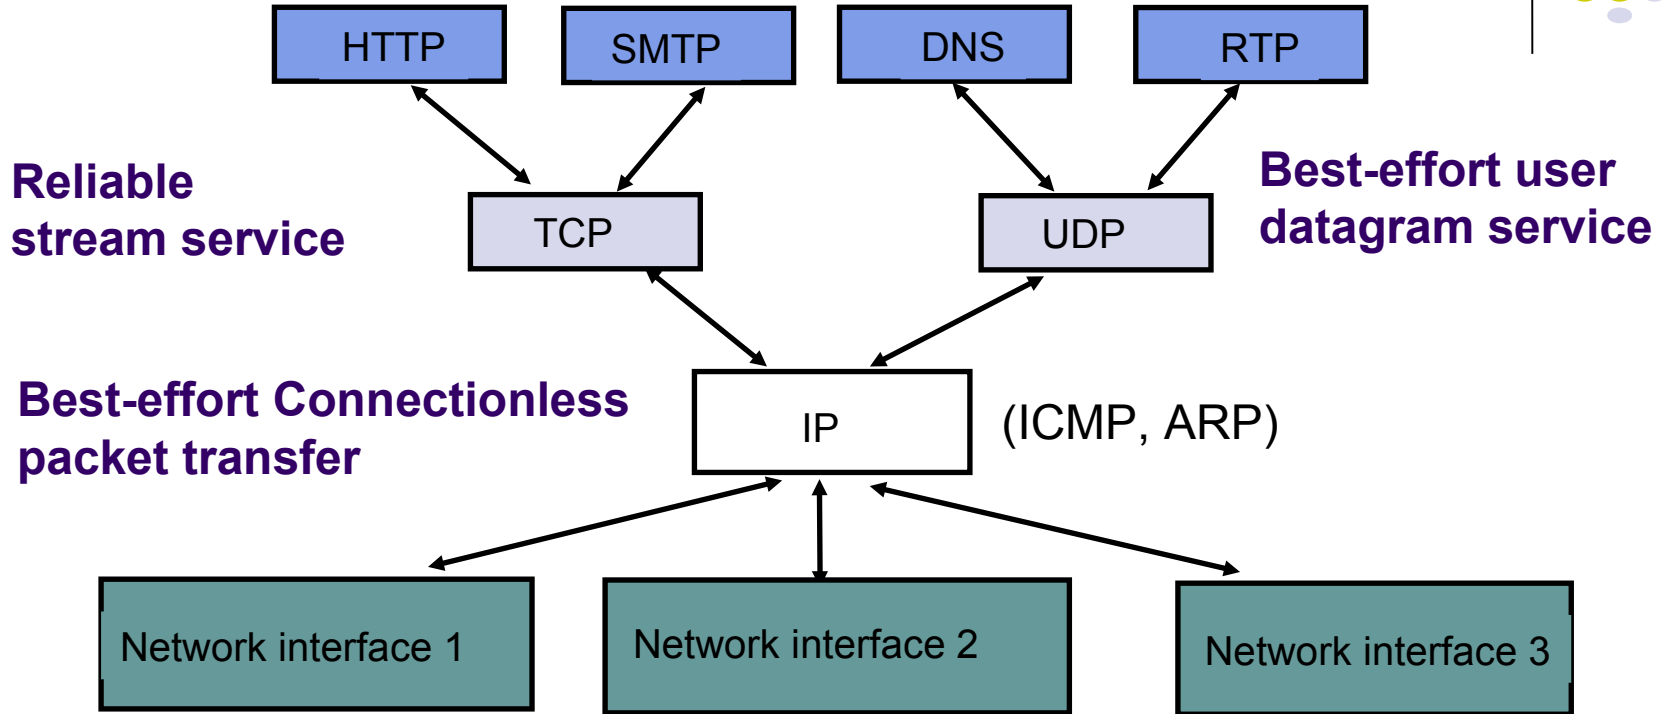 HTTP
SMTP
DNS
RTP
Reliable
stream service
Best-effort user
datagram service
TCP
UDP
Best-effort Connectionless
packet transfer
IP
(ICMP, ARP)
Network interface 1
Network interface 2
Network interface 3